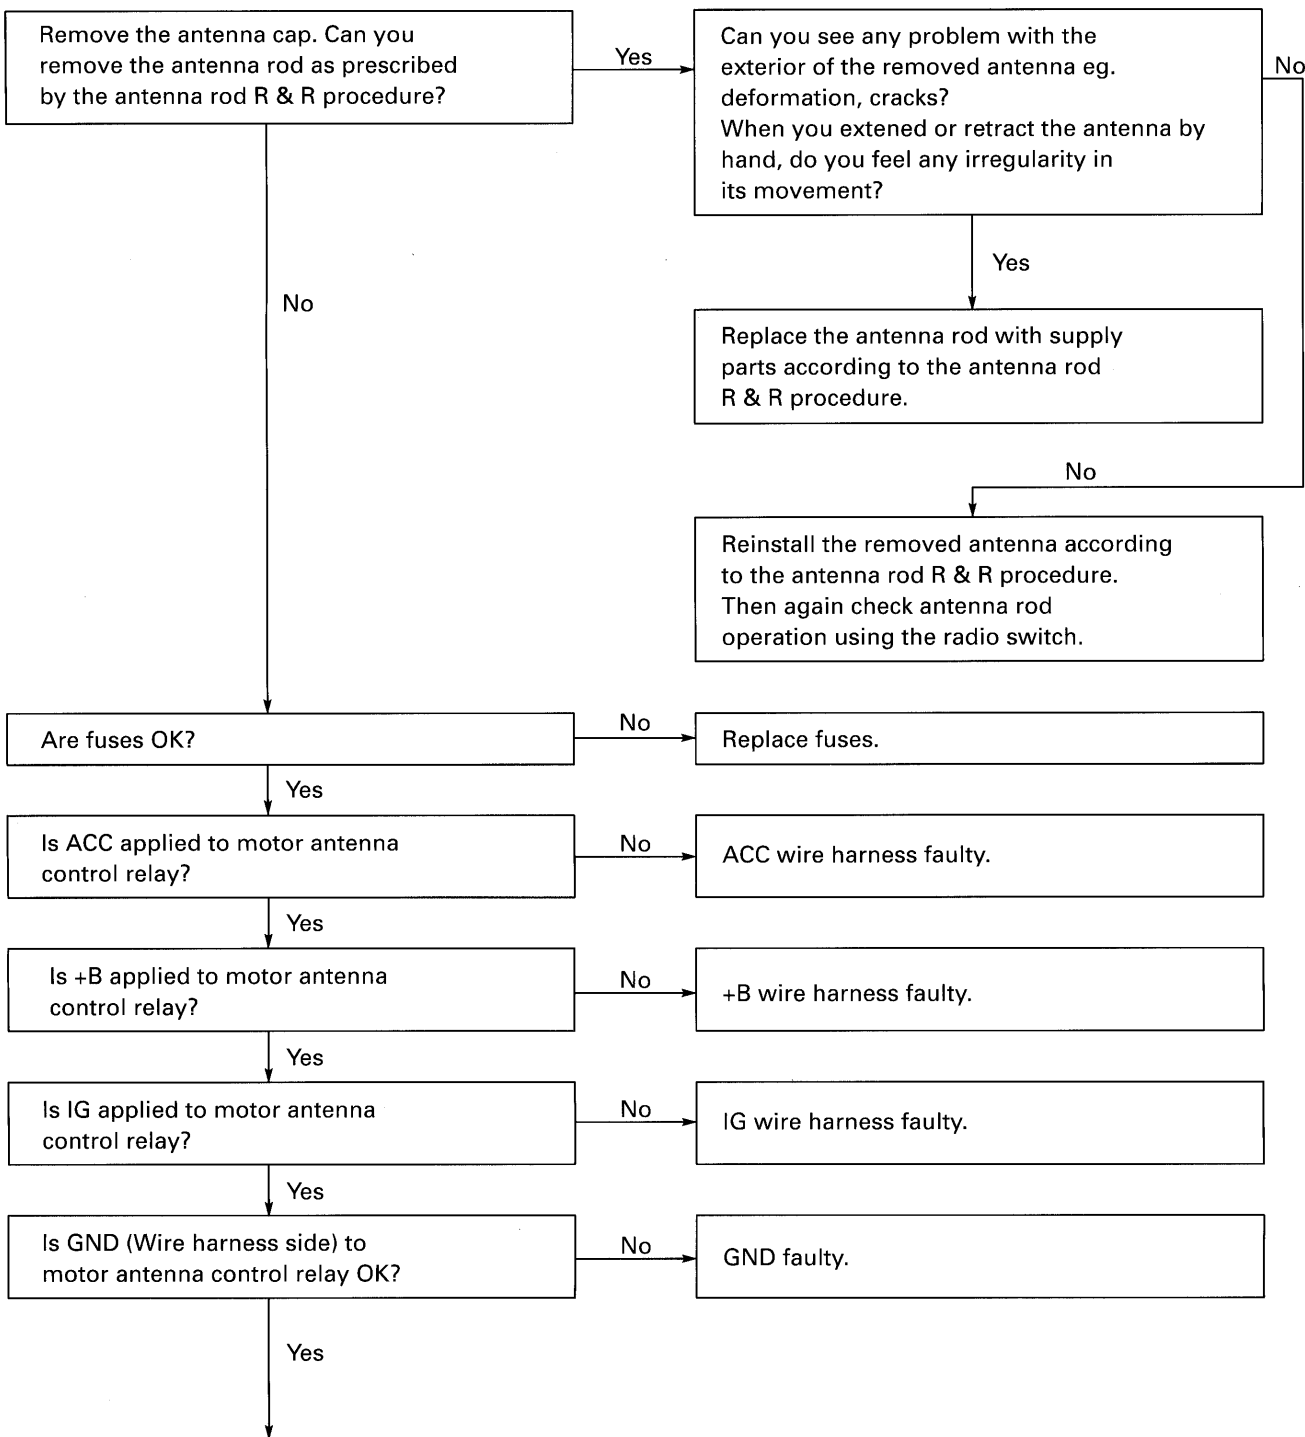 Remove the antenna cap. Can you
remove the antenna rod as prescribed
by the antenna rod R & R procedure?
Yes
Can you see any problem with the
exterior of the removed antenna eg.
deformation, cracks?
When you extened or retract the antenna by
hand, do you feel any irregularity in
its movement?
No
Yes
No
Replace the antenna rod with supply
parts according to the antenna rod
R & R procedure.
No
Reinstall the removed antenna according
to the antenna rod R & R procedure.
Then again check antenna rod
operation using the radio switch.
Are fuses OK?
No
Replace fuses.
Yes
Is ACC applied to motor antenna
control relay?
No
ACC wire harness faulty.
Yes
Is +B applied to motor antenna
control relay?
No
+B wire harness faulty.
Yes
Is IG applied to motor antenna
control relay?
No
IG wire harness faulty.
Yes
Is GND (Wire harness side) to
motor antenna control relay OK?
No
GND faulty.
Yes